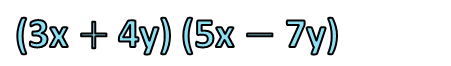 (3x + 4y) (5x – 7y)